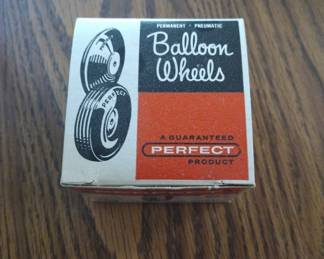 PERMANENT · PNEUMATIC
Balloon
Wheels
PERFECT
A GUARANTEED
PERFECT
PRODUCT